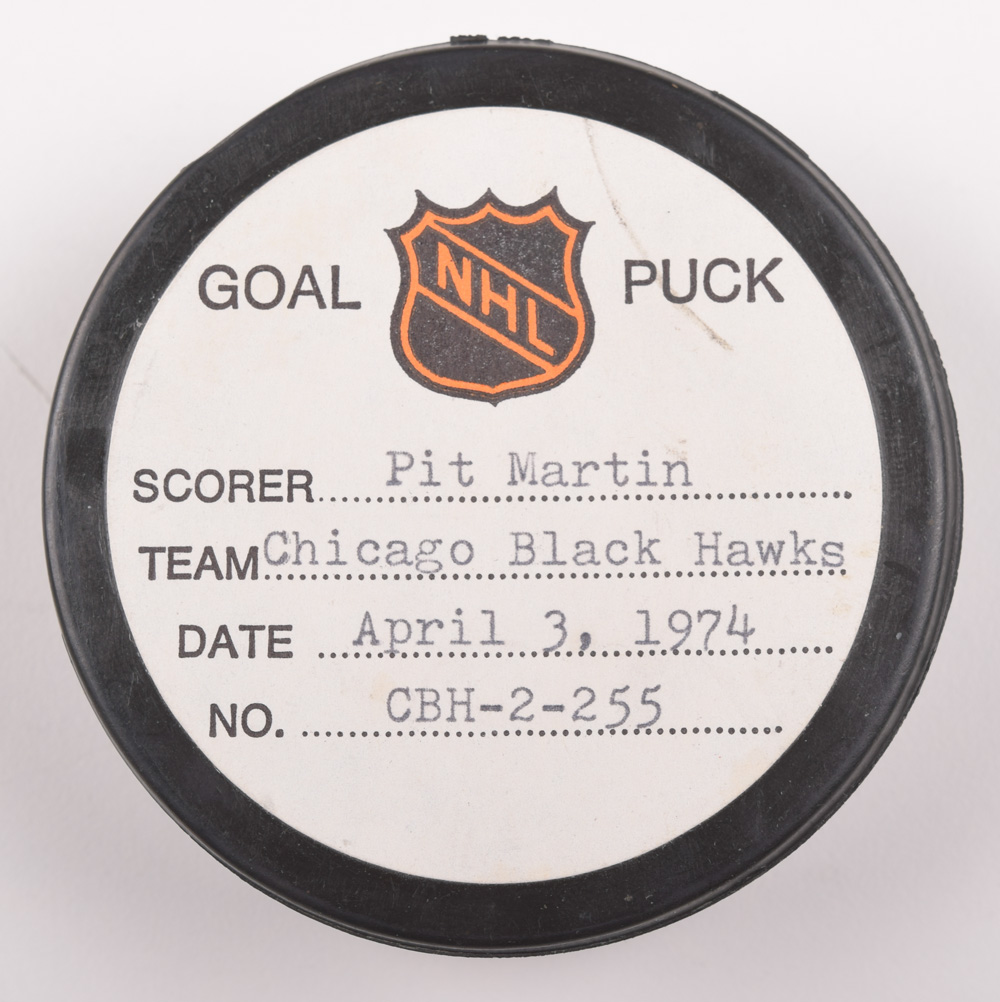 GOAL NHL PUCK
SCORER Pit Martin
TEAM Chicago Black Hawks
DATE April 3, 1974
NO. CBH-2-255